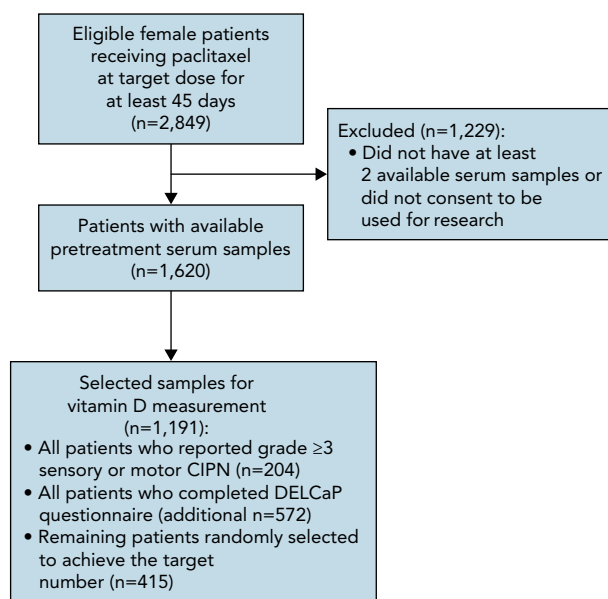 Eligible female patients
receiving paclitaxel
at target dose for
at least 45 days
(n=2,849)
Excluded (n=1,229):
• Did not have at least
2 available serum samples or
did not consent to be
used for research
Patients with available
pretreatment serum samples
(n=1,620)
Selected samples for
vitamin D measurement
(n=1,191):
• All patients who reported grade ≥3
sensory or motor CIPN (n=204)
• All patients who completed DELCaP
questionnaire (additional n=572)
• Remaining patients randomly selected
to achieve the target
number (n=415)